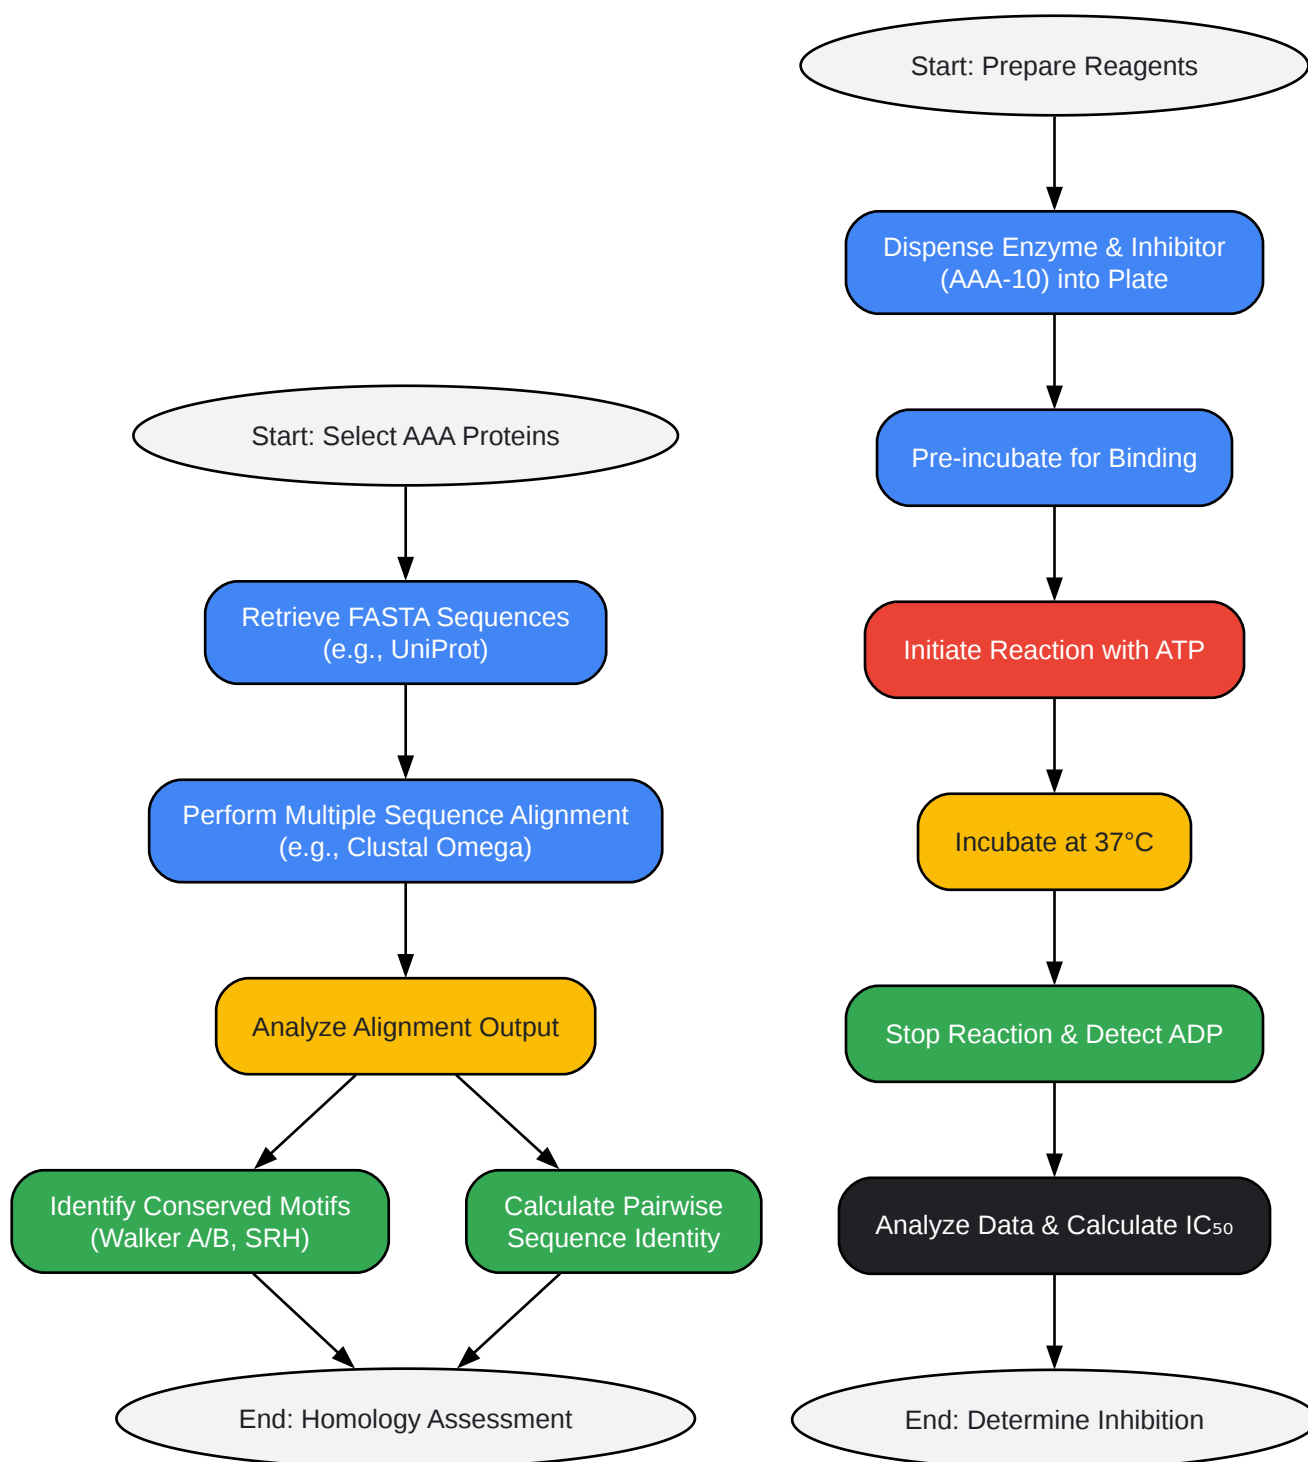 Start: Select AAA Proteins
Retrieve FASTA Sequences
(e.g., UniProt)
Perform Multiple Sequence Alignment
(e.g., Clustal Omega)
Analyze Alignment Output
Identify Conserved Motifs
(Walker A/B, SRH)
Calculate Pairwise
Sequence Identity
End: Homology Assessment
Start: Prepare Reagents
Dispense Enzyme & Inhibitor
(AAA-10) into Plate
Pre-incubate for Binding
Initiate Reaction with ATP
Incubate at 37°C
Stop Reaction & Detect ADP
Analyze Data & Calculate IC₅₀
End: Determine Inhibition